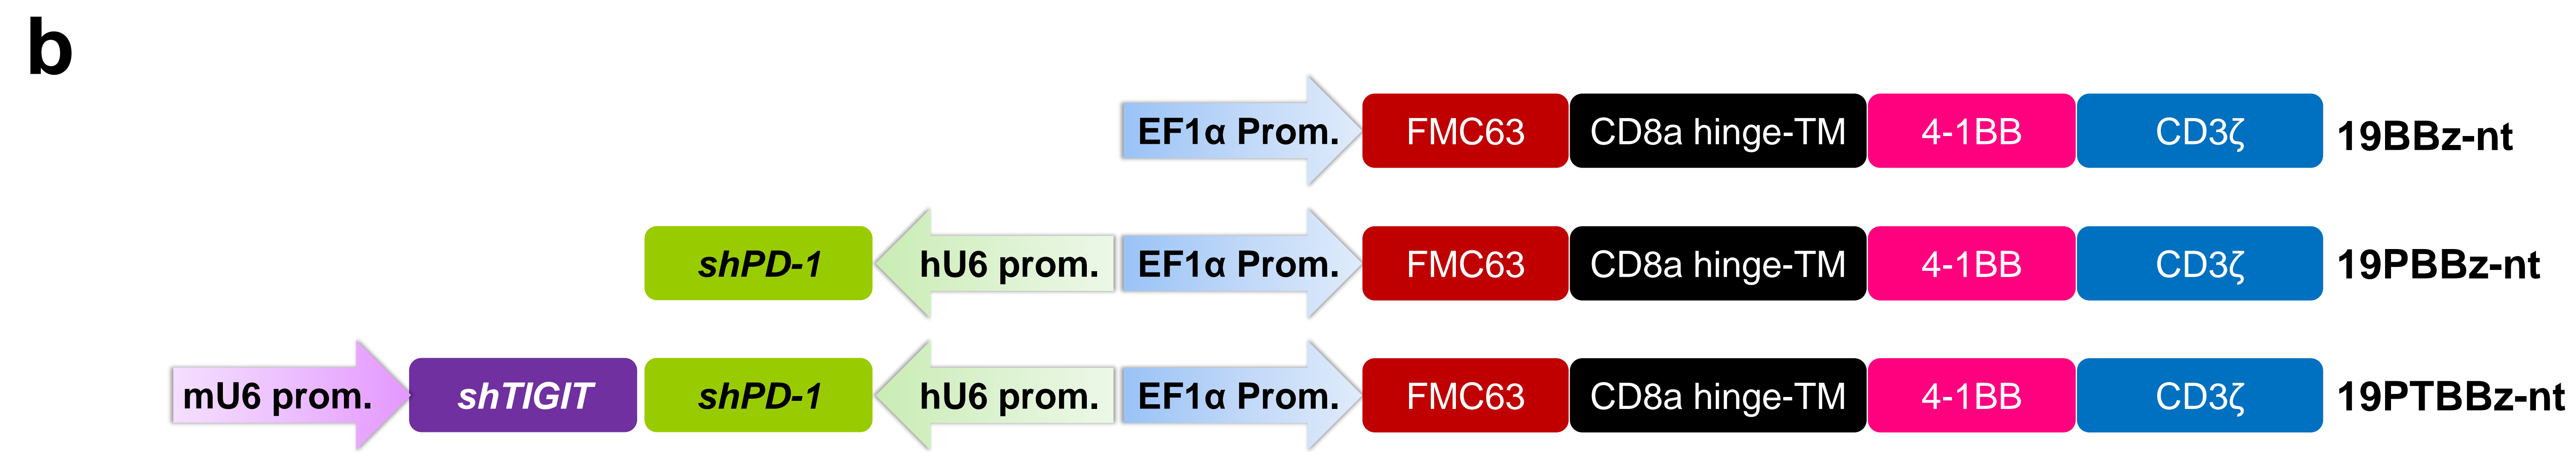 b
EF1α Prom. FMC63 CD8a hinge-TM 4-1BB CD3ζ 19BBz-nt
shPD-1 hU6 prom. EF1α Prom. FMC63 CD8a hinge-TM 4-1BB CD3ζ 19PBBz-nt
mU6 prom. shTIGIT shPD-1 hU6 prom. EF1α Prom. FMC63 CD8a hinge-TM 4-1BB CD3ζ 19PTBBz-nt